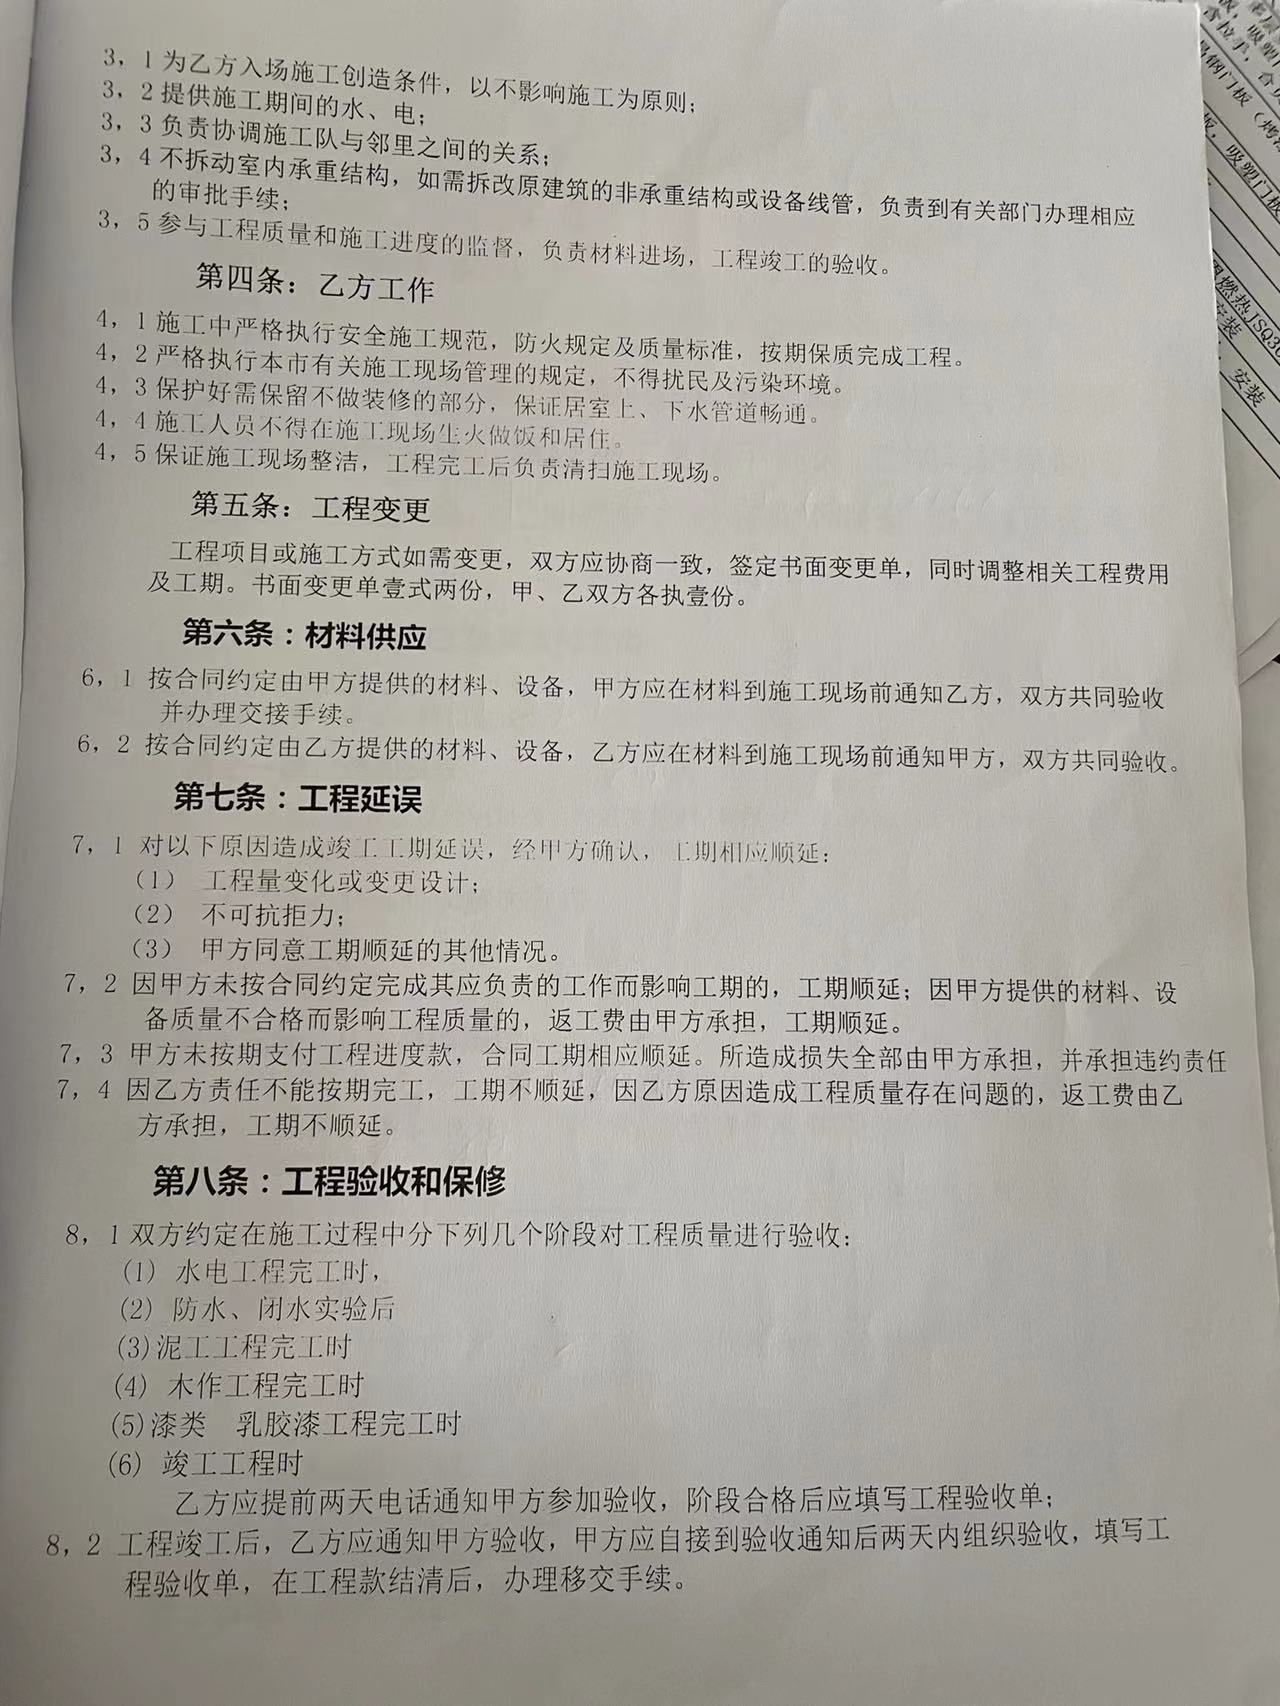 3，1为乙方入场施工创造条件，以不影响施工为原则；
3，2提供施工期间的水、电；
3，3负责协调施工队与邻里之间的关系；
3，4不拆动室内承重结构，如需拆改原建筑的非承重结构或设备线管，负责到有关部门办理相应
的审批手续；
3，5参与工程质量和施工进度的监督，负责材料进场，工程竣工的验收。
第四条：乙方工作
4，1施工中严格执行安全施工规范，防火规定及质量标准，按期保质完成工程。
4，2严格执行本市有关施工现场管理的规定，不得扰民及污染环境。
4，3保护好需保留不做装修的部分，保证居室上、下水管道畅通。
4，4施工人员不得在施工现场生火做饭和居住。
4，5保证施工现场整洁，工程完工后负责清扫施工现场。
第五条：工程变更
工程项目或施工方式如需变更，双方应协商一致，签定书面变更单，同时调整相关工程费用
及工期。书面变更单壹式两份，甲、乙双方各执壹份。
第六条：材料供应
6，1 按合同约定由甲方提供的材料、设备，甲方应在材料到施工现场前通知乙方，双方共同验收
并办理交接手续。
6，2 按合同约定由乙方提供的材料、设备，乙方应在材料到施工现场前通知甲方，双方共同验收。
第七条：工程延误
7，1 对以下原因造成竣工工期延误，经甲方确认，工期相应顺延：
（1） 工程量变化或变更设计；
（2） 不可抗拒力；
（3） 甲方同意工期顺延的其他情况。
7，2 因甲方未按合同约定完成其应负责的工作而影响工期的，工期顺延；因甲方提供的材料、设
备质量不合格而影响工程质量的，返工费由甲方承担，工期顺延。
7，3 甲方未按期支付工程进度款，合同工期相应顺延。所造成损失全部由甲方承担，并承担违约责任
7，4 因乙方责任不能按期完工，工期不顺延，因乙方原因造成工程质量存在问题的，返工费由乙
方承担，工期不顺延。
第八条：工程验收和保修
8，1双方约定在施工过程中分下列几个阶段对工程质量进行验收：
(1) 水电工程完工时，
(2) 防水、闭水实验后
(3)泥工工程完工时
(4) 木作工程完工时
(5)漆类 乳胶漆工程完工时
(6) 竣工工程时
乙方应提前两天电话通知甲方参加验收，阶段合格后应填写工程验收单；
8，2 工程竣工后，乙方应通知甲方验收，甲方应自接到验收通知后两天内组织验收，填写工
程验收单，在工程款结清后，办理移交手续。
含拉手，含
钢门板（烤
吸塑门板
燃热JSQ30
安装
安装